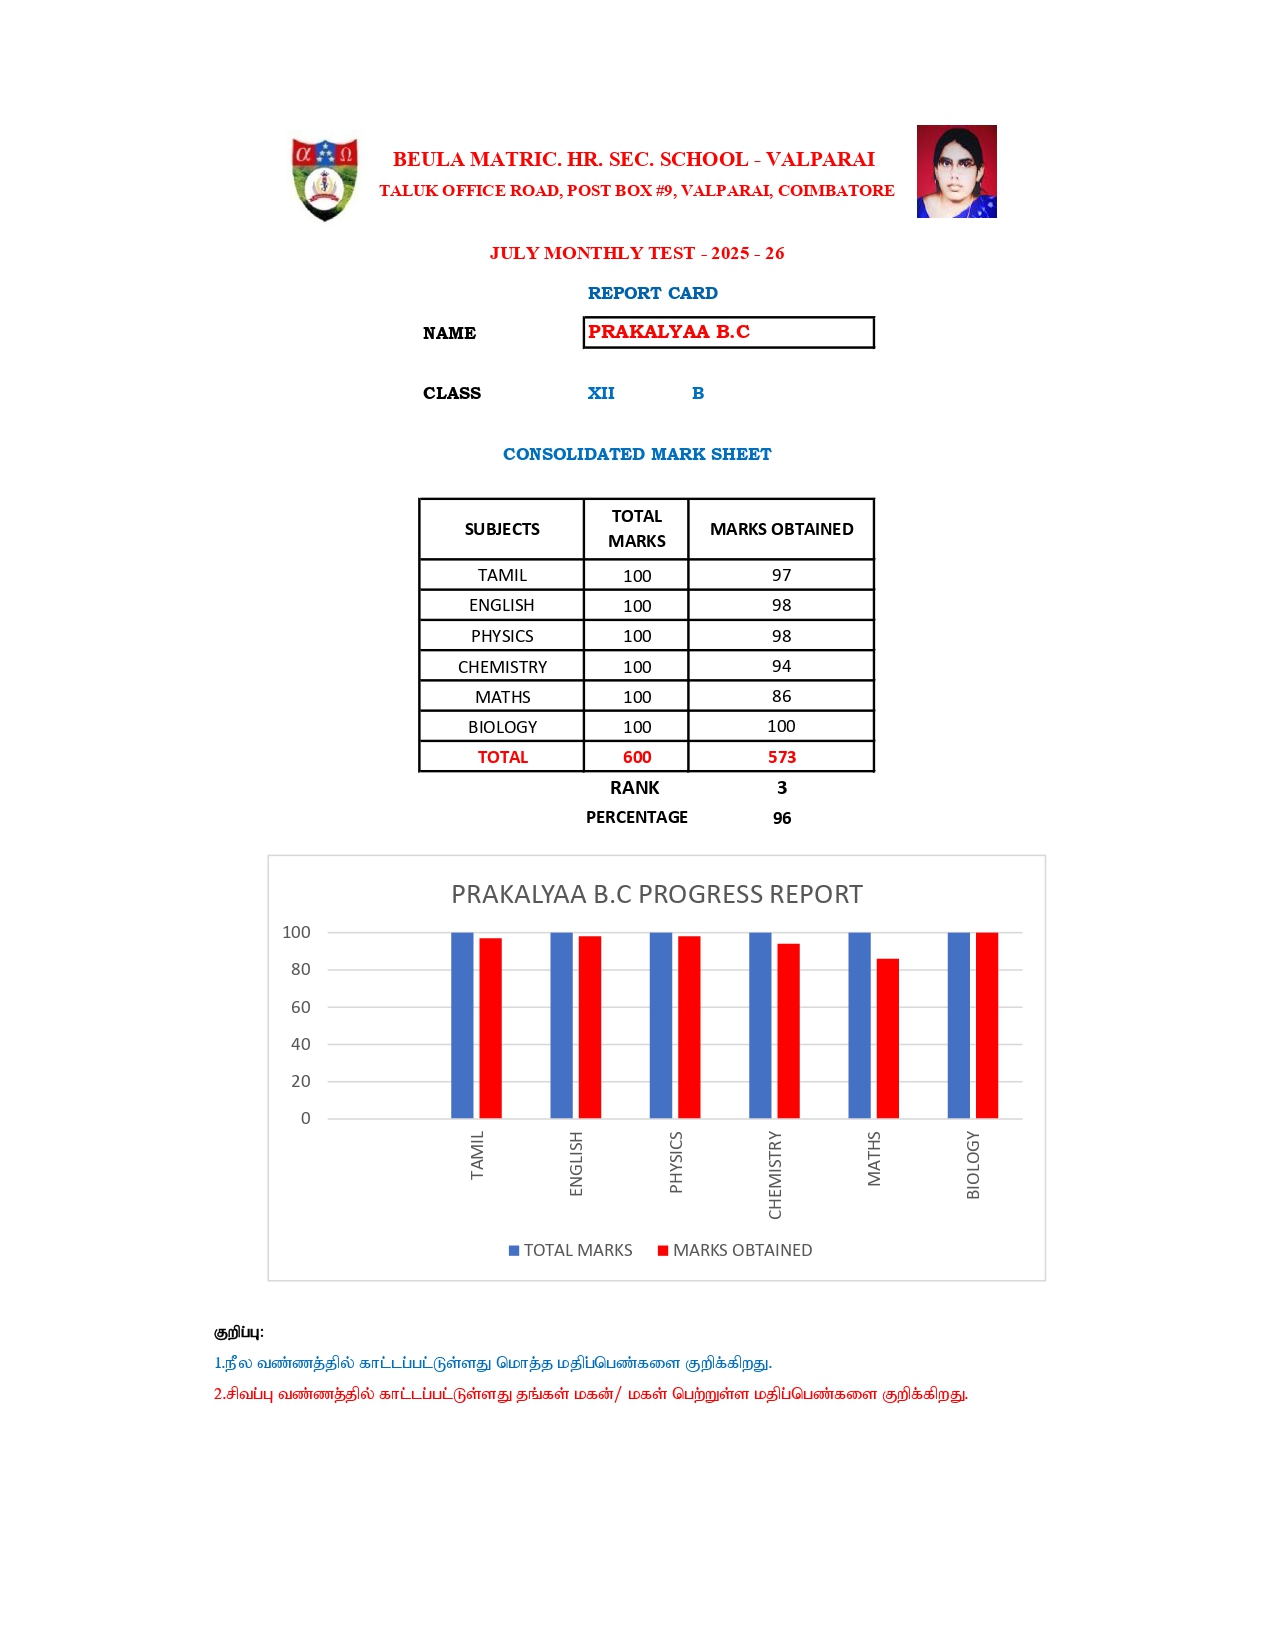 α Ω
BEULA MATRIC. HR. SEC. SCHOOL - VALPARAI
TALUK OFFICE ROAD, POST BOX #9, VALPARAI, COIMBATORE
JULY MONTHLY TEST - 2025 - 26
REPORT CARD
NAME PRAKALYAA B.C
CLASS XII B
CONSOLIDATED MARK SHEET
SUBJECTS TOTAL MARKS MARKS OBTAINED
TAMIL 100 97
ENGLISH 100 98
PHYSICS 100 98
CHEMISTRY 100 94
MATHS 100 86
BIOLOGY 100 100
TOTAL 600 573
RANK 3
PERCENTAGE 96
PRAKALYAA B.C PROGRESS REPORT
100
80
60
40
20
0
TAMIL ENGLISH PHYSICS CHEMISTRY MATHS BIOLOGY
TOTAL MARKS MARKS OBTAINED
குறிப்பு:
1.நீல வண்ணத்தில் காட்டப்பட்டுள்ளது மொத்த மதிப்பெண்களை குறிக்கிறது.
2.சிவப்பு வண்ணத்தில் காட்டப்பட்டுள்ளது தங்கள் மகன்/ மகள் பெற்றுள்ள மதிப்பெண்களை குறிக்கிறது.